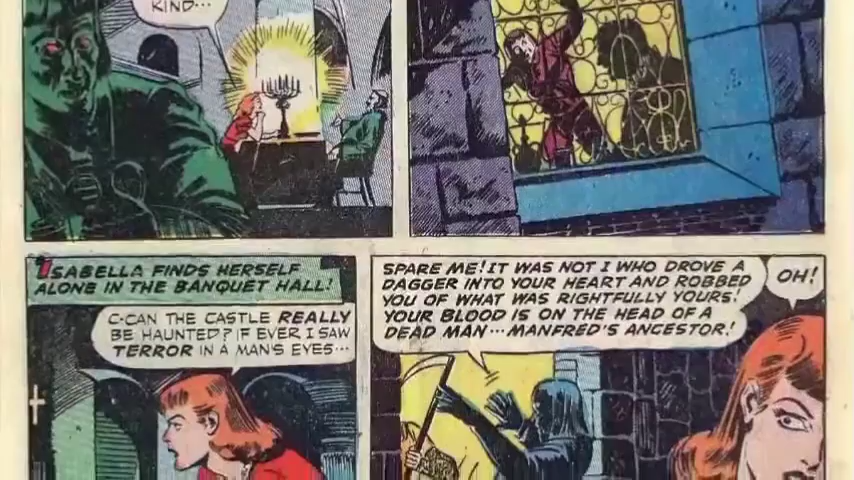 KIND...
ISABELLA FINDS HERSELF
ALONE IN THE BANQUET HALL!
C-CAN THE CASTLE REALLY
BE HAUNTED? IF EVER I SAW
TERROR IN A MAN'S EYES...
SPARE ME! IT WAS NOT I WHO DROVE A
DAGGER INTO YOUR HEART AND ROBBED
YOU OF WHAT WAS RIGHTFULLY YOURS!
YOUR BLOOD IS ON THE HEAD OF A
DEAD MAN... MANFRED'S ANCESTOR!
OH!